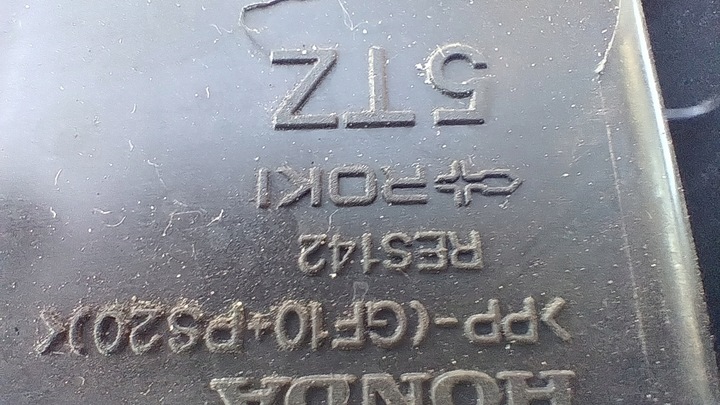 HONDA
>PP-(GF10+PS20)<
RES142
ROKI
5TZ